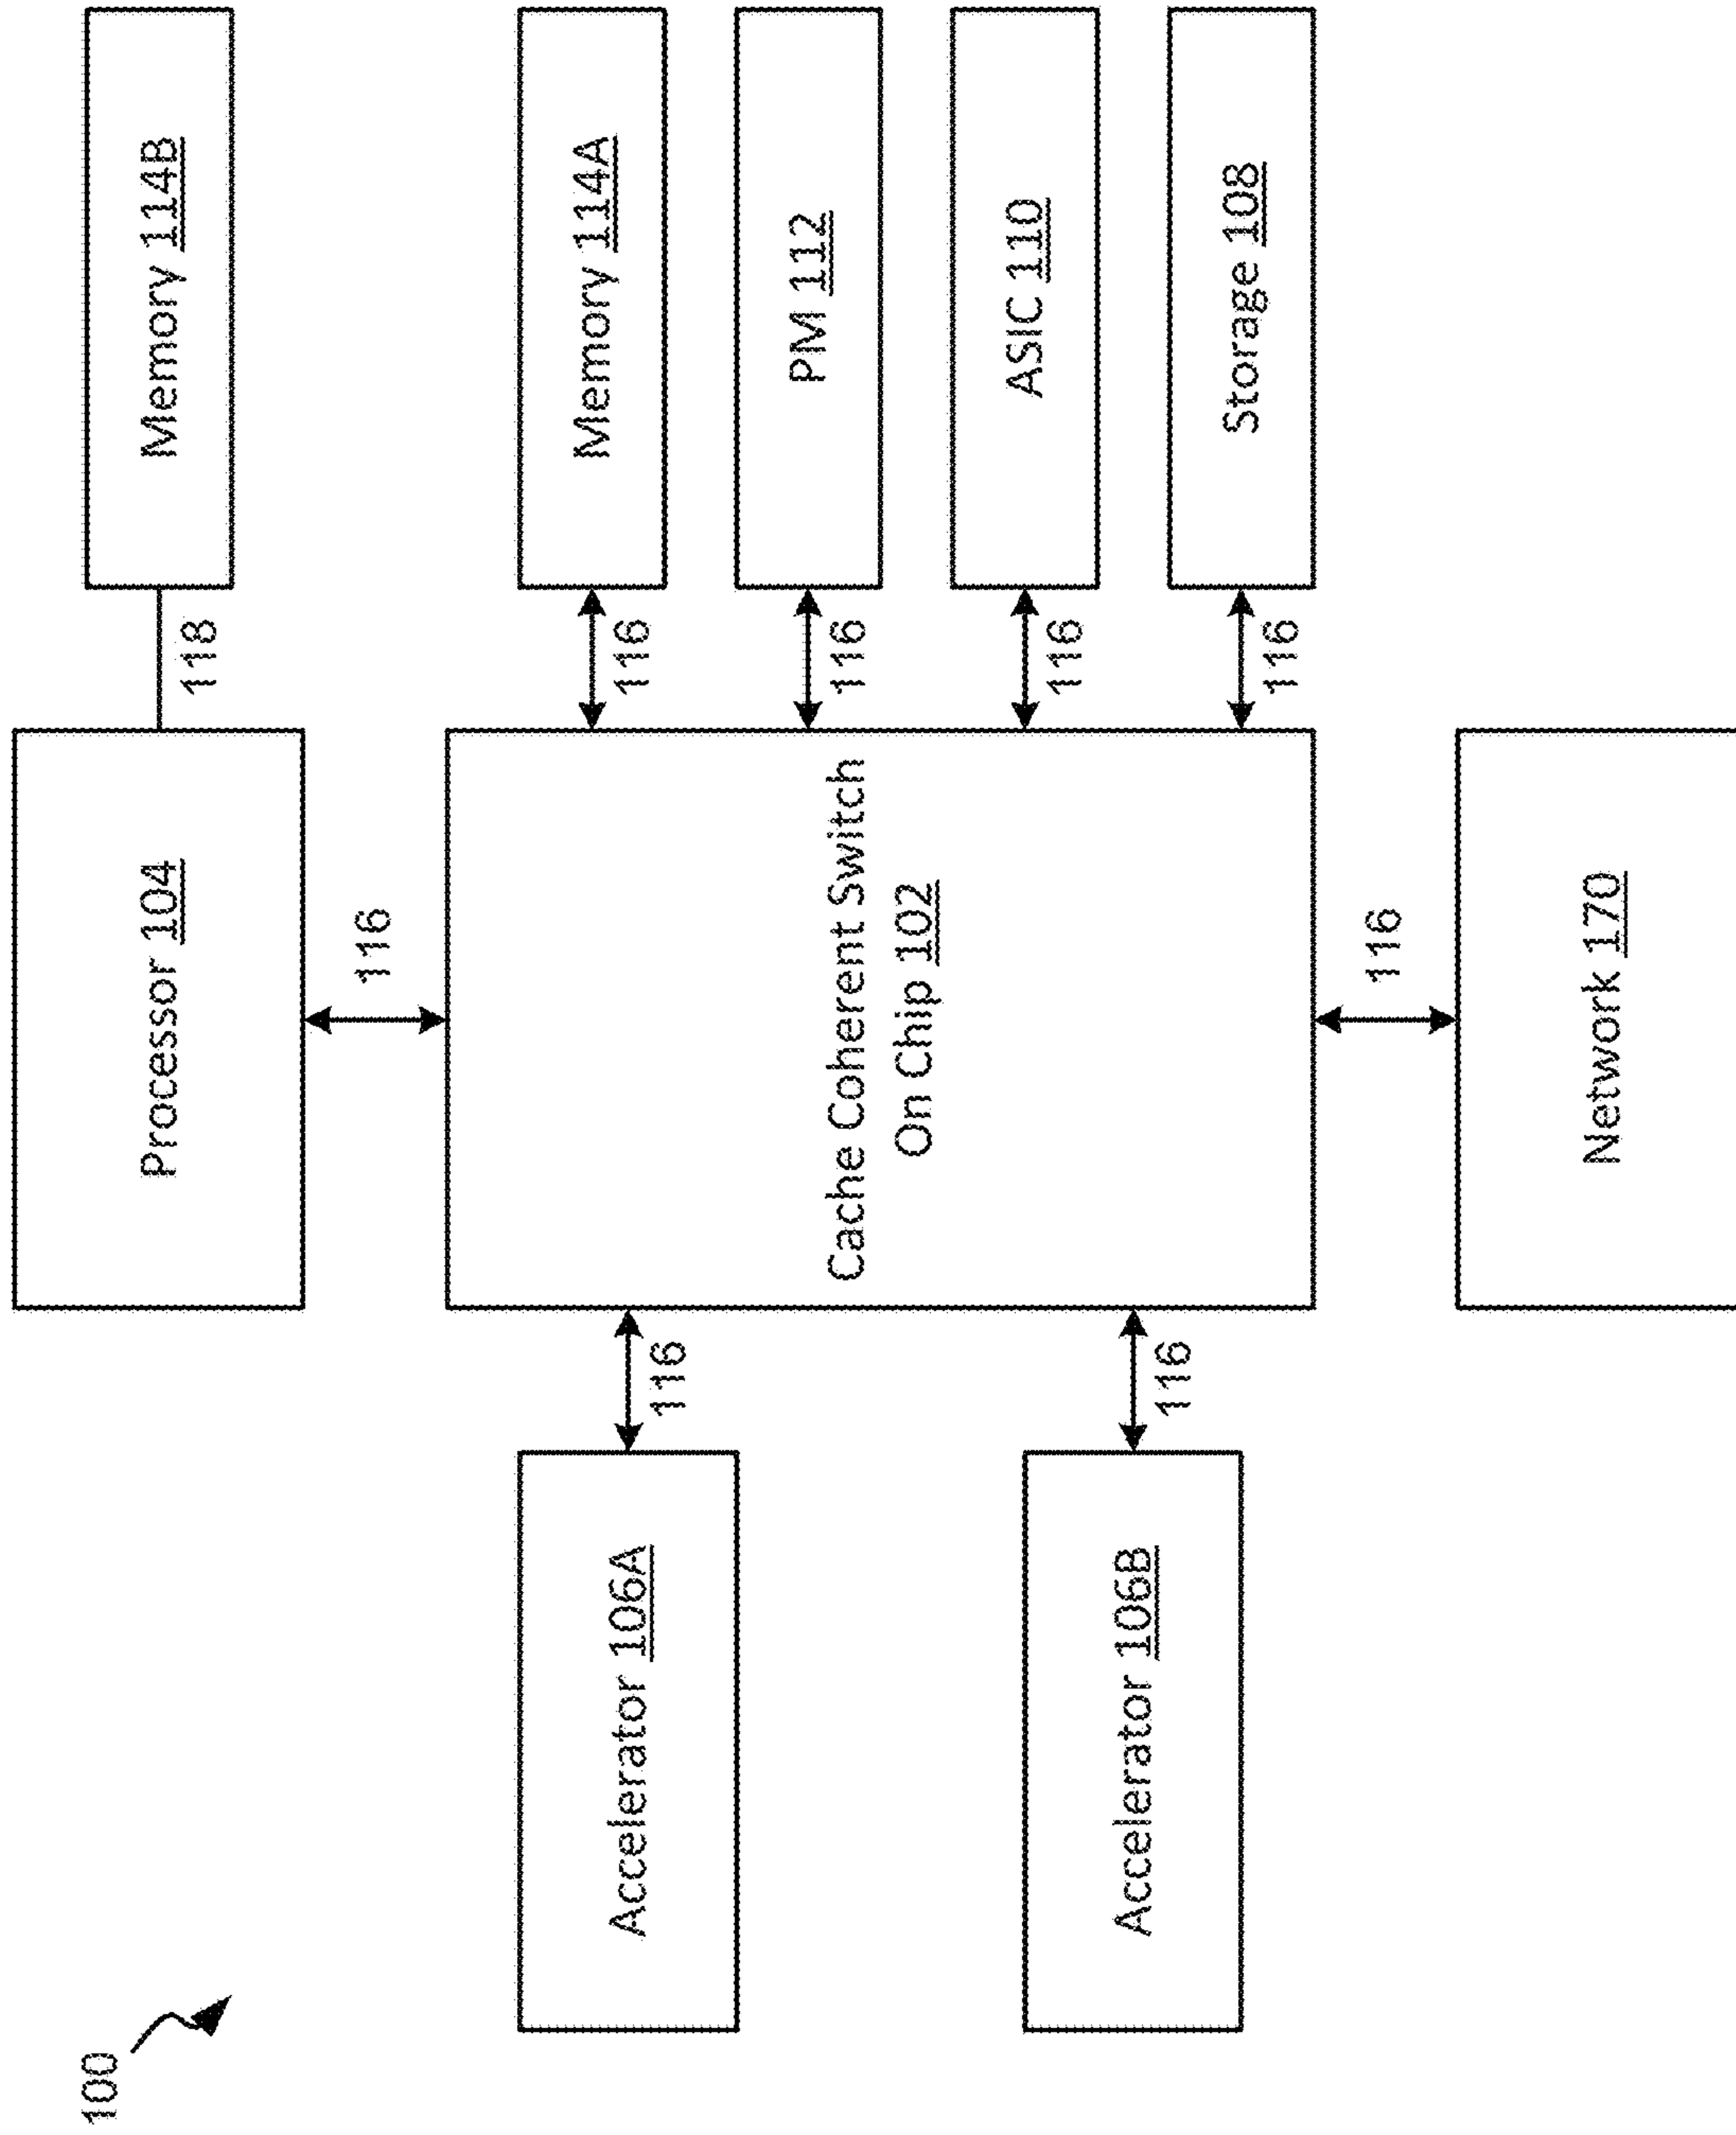 100
Processor 104
118
Memory 114B
116
Accelerator 106A
116
Cache Coherent Switch
On Chip 102
116
Memory 114A
116
PM 112
Accelerator 106B
116
116
ASIC 110
116
Storage 108
116
Network 170